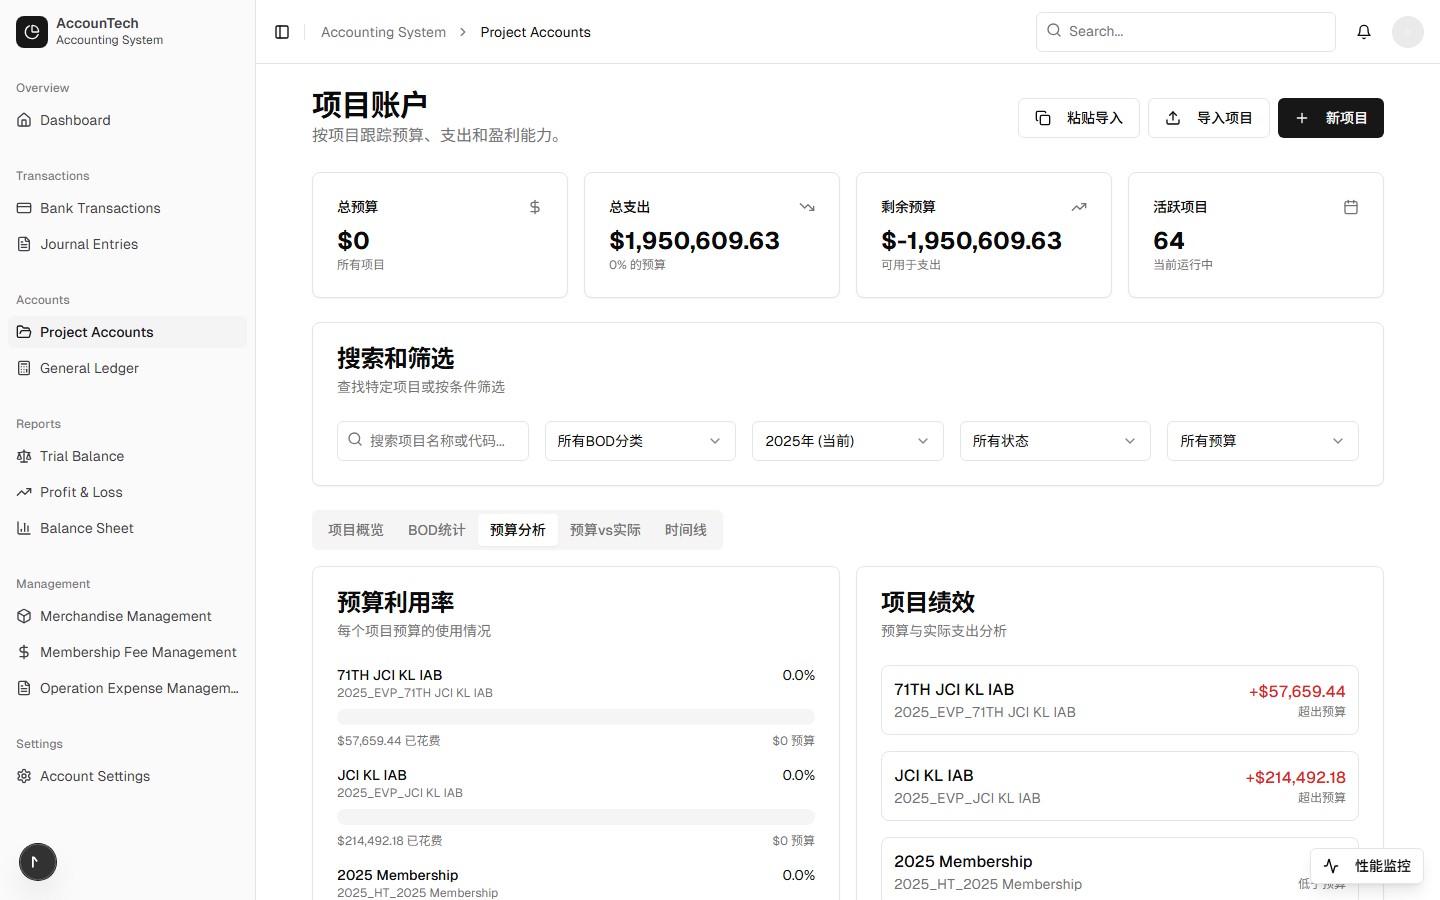 AccounTech
Accounting System
Overview
Dashboard
Transactions
Bank Transactions
Journal Entries
Accounts
Project Accounts
General Ledger
Reports
Trial Balance
Profit & Loss
Balance Sheet
Management
Merchandise Management
Membership Fee Management
Operation Expense Managem...
Settings
Account Settings
Accounting System
Project Accounts
Search...
项目账户
按项目跟踪预算、支出和盈利能力。
粘贴导入
导入项目
新项目
总预算
$0
所有项目
总支出
$1,950,609.63
0% 的预算
剩余预算
$-1,950,609.63
可用于支出
活跃项目
64
当前运行中
搜索和筛选
查找特定项目或按条件筛选
搜索项目名称或代码...
所有BOD分类
2025年 (当前)
所有状态
所有预算
项目概览
BOD统计
预算分析
预算vs实际
时间线
预算利用率
每个项目预算的使用情况
71TH JCI KL IAB
0.0%
2025_EVP_71TH JCI KL IAB
$57,659.44 已花费
$0 预算
JCI KL IAB
0.0%
2025_EVP_JCI KL IAB
$214,492.18 已花费
$0 预算
2025 Membership
0.0%
2025_HT_2025 Membership
项目绩效
预算与实际支出分析
71TH JCI KL IAB
+$57,659.44
2025_EVP_71TH JCI KL IAB
超出预算
JCI KL IAB
+$214,492.18
2025_EVP_JCI KL IAB
超出预算
2025 Membership
2025_HT_2025 Membership
低于预算
性能监控